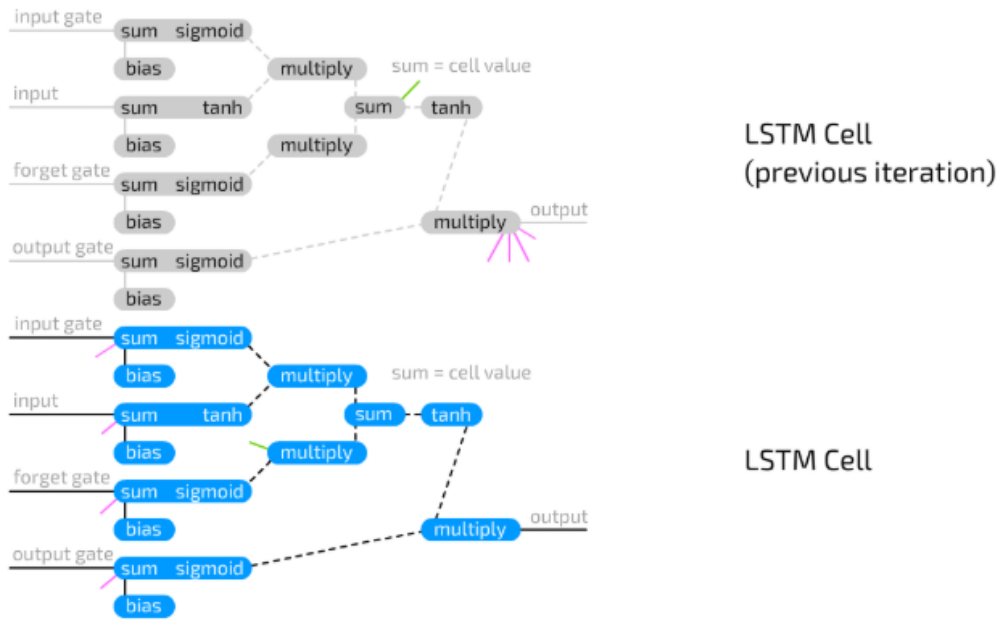 input gate
sum sigmoid
bias
multiply
sum = cell value
input
sum tanh
sum
tanh
bias
multiply
LSTM Cell
(previous iteration)
forget gate
sum sigmoid
bias
multiply
output
output gate
sum sigmoid
bias
input gate
sum sigmoid
bias
multiply
sum = cell value
input
sum tanh
sum
tanh
bias
multiply
LSTM Cell
forget gate
sum sigmoid
bias
multiply
output
output gate
sum sigmoid
bias